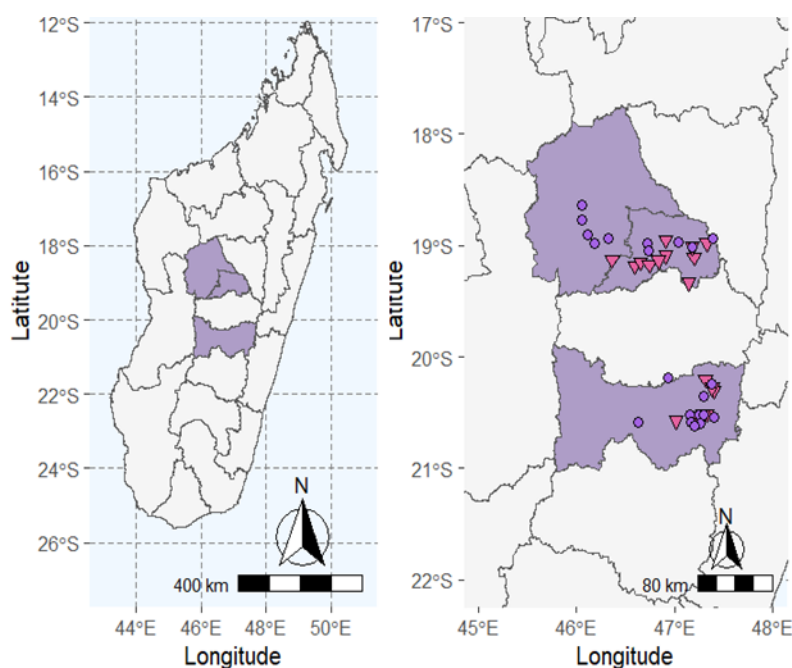 12°S
14°S
16°S
18°S
20°S
22°S
24°S
26°S
Latitute
N
400 km
44°E 46°E 48°E 50°E
Longitude
17°S
18°S
19°S
20°S
21°S
22°S
Latitute
N
80 km
45°E 46°E 47°E 48°E
Longitude